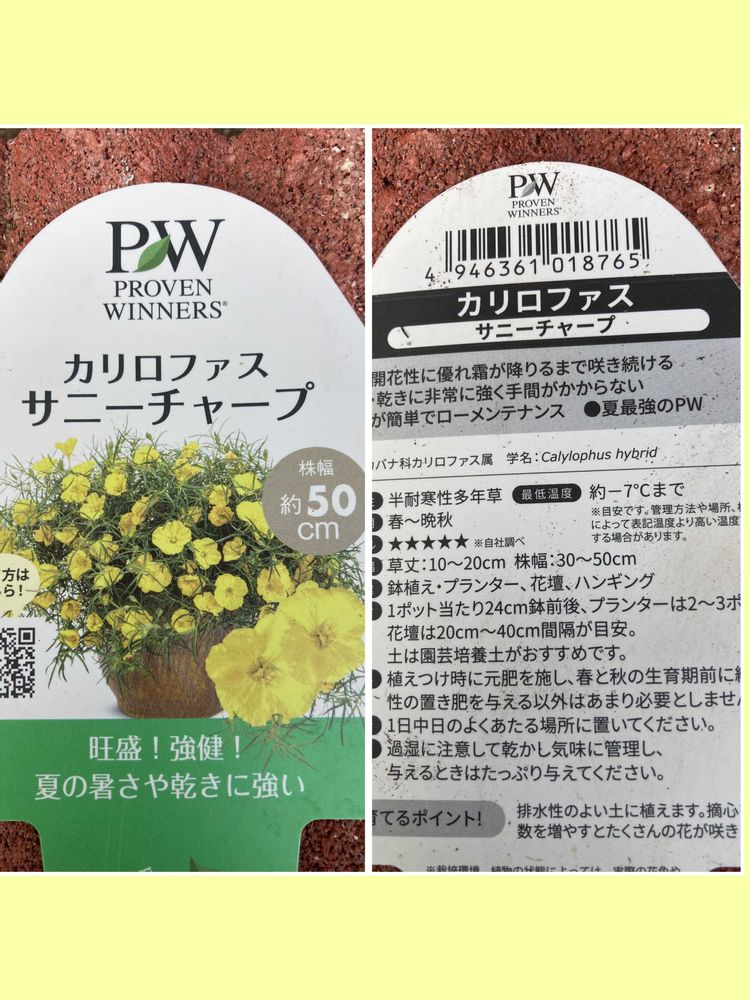 PW
PROVEN
WINNERS®
カリロファス
サニーチャープ
株幅
約50
cm
方は
ら!
旺盛!強健!
夏の暑さや乾きに強い
PW
PROVEN
WINNERS®
4 946361 018765
カリロファス
サニーチャープ
開花性に優れ霜が降りるまで咲き続ける
・乾きに非常に強く手間がかからない
が簡単でローメンテナンス ●夏最強のPW
バナ科カリロファス属 学名:Calylophus hybrid
半耐寒性多年草 最低温度 約－7℃まで
※目安です。管理方法や場所、
によって表記温度より高い温度
する場合があります。
春～晩秋
★★★★★ ※自社調べ
草丈:10～20cm 株幅:30～50cm
鉢植え・プランター、花壇、ハンギング
1ポット当たり24cm鉢前後、プランターは2～3ポ
花壇は20cm～40cm間隔が目安。
土は園芸培養土がおすすめです。
植えつけ時に元肥を施し、春と秋の生育期前に
性の置き肥を与える以外はあまり必要としませ
1日中日のよくあたる場所に置いてください。
過湿に注意して乾かし気味に管理し、
与えるときはたっぷり与えてください。
育てるポイント!
排水性のよい土に植えます。摘心
数を増やすとたくさんの花が咲き